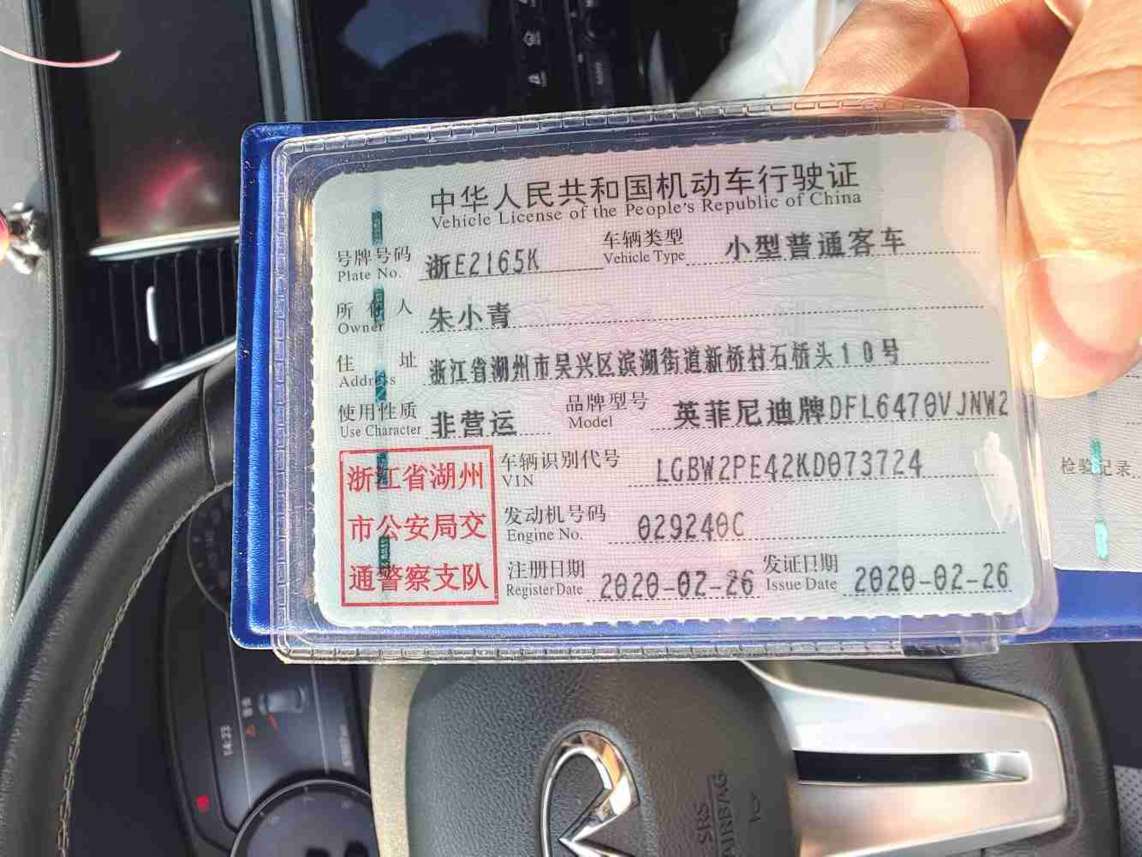 中华人民共和国机动车行驶证
Vehicle License of the People's Republic of China
号牌号码 浙E2165K 车辆类型 小型普通客车
Plate No. Vehicle Type
所有人 朱小青
Owner
住址 浙江省湖州市吴兴区滨湖街道新桥村石桥头10号
Address
使用性质 非营运 品牌型号 英菲尼迪牌DFL6470VJNW2
Use Character Model
车辆识别代号 LGBW2PE42KD073724
VIN
发动机号码 029240C
Engine No.
注册日期 2020-02-26 发证日期 2020-02-26
Register Date Issue Date
浙江省湖州
市公安局交
通警察支队
检验记录
14:23
SRS
AIRBAG